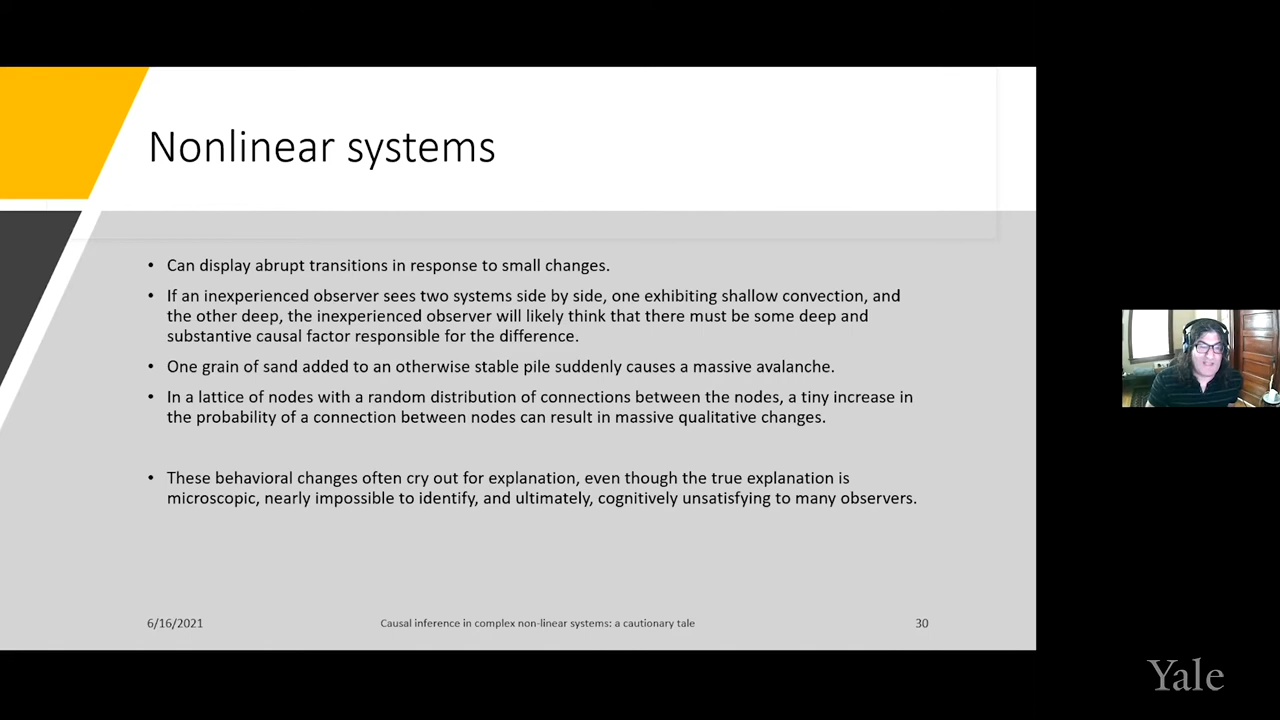 Nonlinear systems
• Can display abrupt transitions in response to small changes.
• If an inexperienced observer sees two systems side by side, one exhibiting shallow convection, and
the other deep, the inexperienced observer will likely think that there must be some deep and
substantive causal factor responsible for the difference.
• One grain of sand added to an otherwise stable pile suddenly causes a massive avalanche.
• In a lattice of nodes with a random distribution of connections between the nodes, a tiny increase in
the probability of a connection between nodes can result in massive qualitative changes.
• These behavioral changes often cry out for explanation, even though the true explanation is
microscopic, nearly impossible to identify, and ultimately, cognitively unsatisfying to many observers.
6/16/2021
Causal inference in complex non-linear systems: a cautionary tale
30
Yale